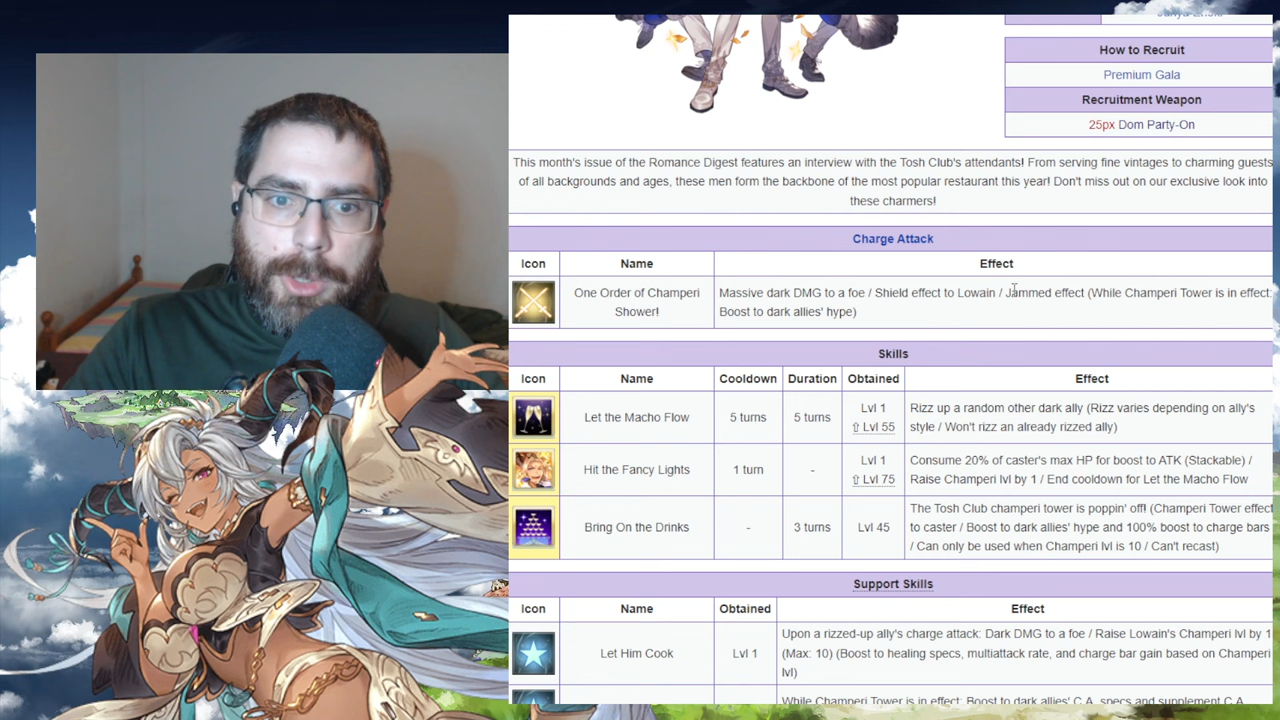 How to Recruit
Premium Gala
Recruitment Weapon
25px Dom Party-On
This month's issue of the Romance Digest features an interview with the Tosh Club's attendants! From serving fine vintages to charming guests
of all backgrounds and ages, these men form the backbone of the most popular restaurant this year! Don't miss out on our exclusive look into
these charmers!
Charge Attack
Icon Name Effect
One Order of Champeri
Shower!
Massive dark DMG to a foe / Shield effect to Lowain / Jammed effect (While Champeri Tower is in effect:
Boost to dark allies' hype)
Skills
Icon Name Cooldown Duration Obtained Effect
Let the Macho Flow 5 turns 5 turns
Lvl 1
⇧ Lvl 55
Rizz up a random other dark ally (Rizz varies depending on ally's
style / Won't rizz an already rizzed ally)
Hit the Fancy Lights 1 turn -
Lvl 1
⇧ Lvl 75
Consume 20% of caster's max HP for boost to ATK (Stackable) /
Raise Champeri lvl by 1 / End cooldown for Let the Macho Flow
Bring On the Drinks - 3 turns Lvl 45
The Tosh Club champeri tower is poppin' off! (Champeri Tower effect
to caster / Boost to dark allies' hype and 100% boost to charge bars
/ Can only be used when Champeri lvl is 10 / Can't recast)
Support Skills
Icon Name Obtained Effect
Let Him Cook Lvl 1
Upon a rizzed-up ally's charge attack: Dark DMG to a foe / Raise Lowain's Champeri lvl by 1
(Max: 10) (Boost to healing specs, multiattack rate, and charge bar gain based on Champeri
lvl)
While Champeri Tower is in effect: Boost to dark allies' C.A. specs and supplement C.A.